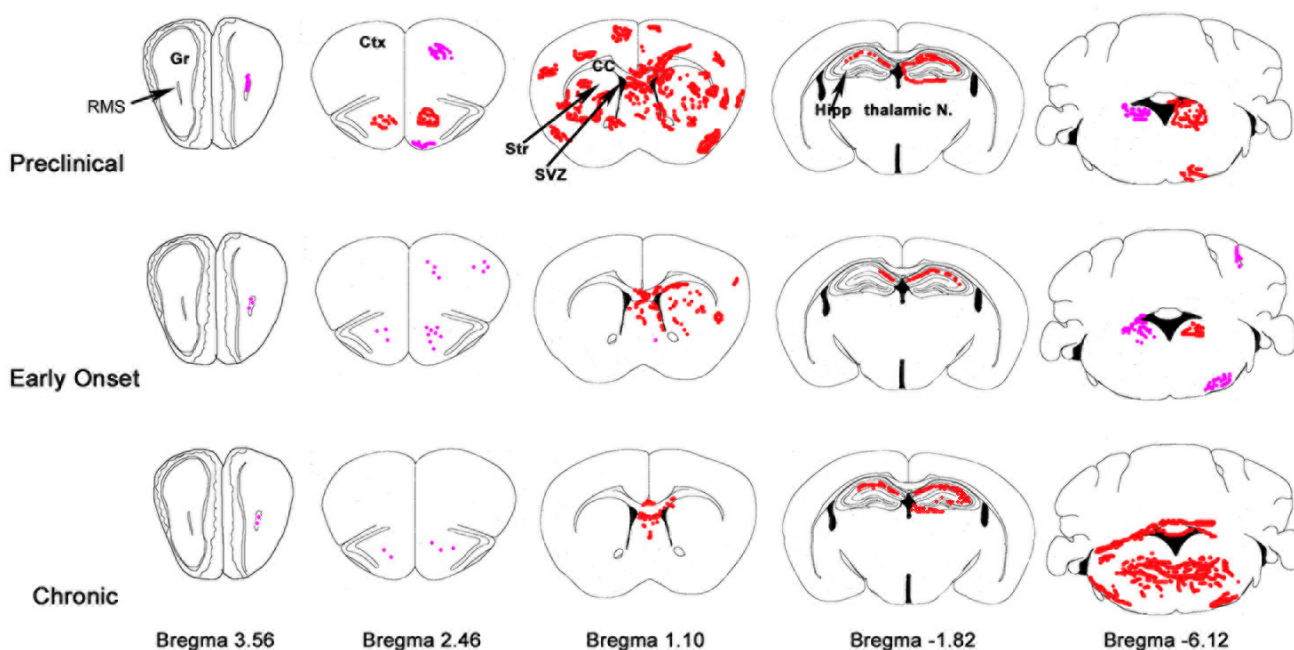 Ctx
Gr
CC
RMS
Hipp thalamic N.
Str
Preclinical
SVZ
Early Onset
Chronic
Bregma 3.56 Bregma 2.46 Bregma 1.10 Bregma -1.82 Bregma -6.12